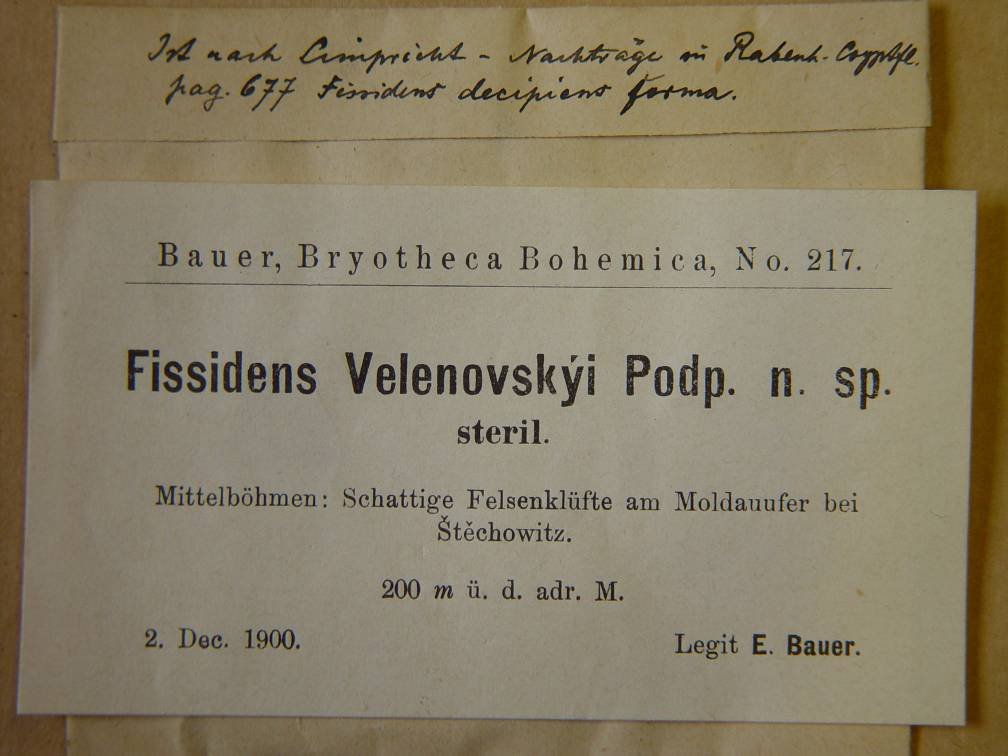 Ist nach Limpricht - Nachträge in Rabenh. Cryptfl.
pag. 677 Fissidens decipiens forma.
Bauer, Bryotheca Bohemica, No. 217.
Fissidens Velenovskýi Podp. n. sp.
steril.
Mittelböhmen: Schattige Felsenklüfte am Moldauufer bei
Štěchowitz.
200 m ü. d. adr. M.
2. Dec. 1900.
Legit E. Bauer.